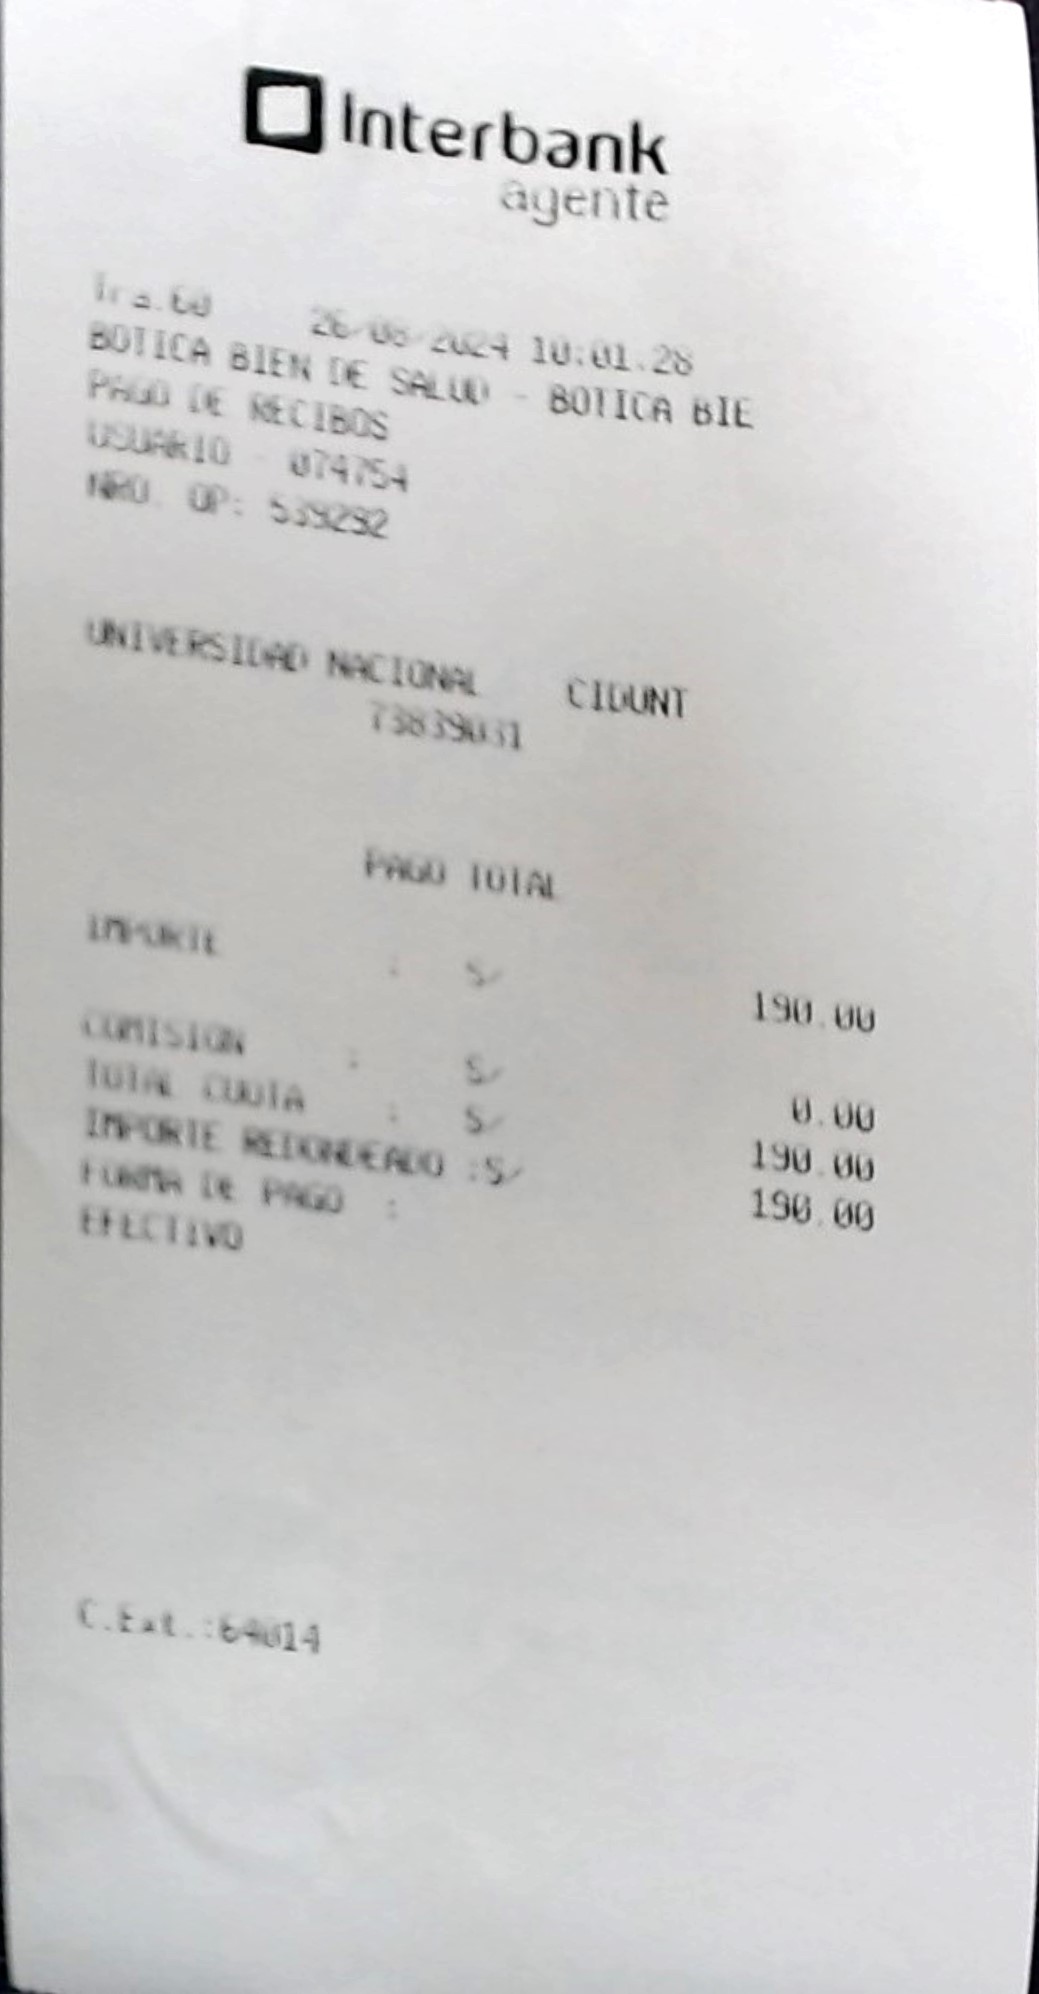 Interbank
agente
Tra.60 26/08/2024 10:01.28
BOTICA BIEN DE SALUD - BOTICA BIE
PAGO DE RECIBOS
USUARIO - 074754
NRO. OP: 539292
UNIVERSIDAD NACIONAL CIDUNT
73839031
PAGO TOTAL
IMPORTE : S/ 190.00
COMISION : S/ 0.00
TOTAL CUOTA : S/ 190.00
IMPORTE REDONDEADO :S/ 190.00
FORMA DE PAGO :
EFECTIVO
C.Ext.:64014